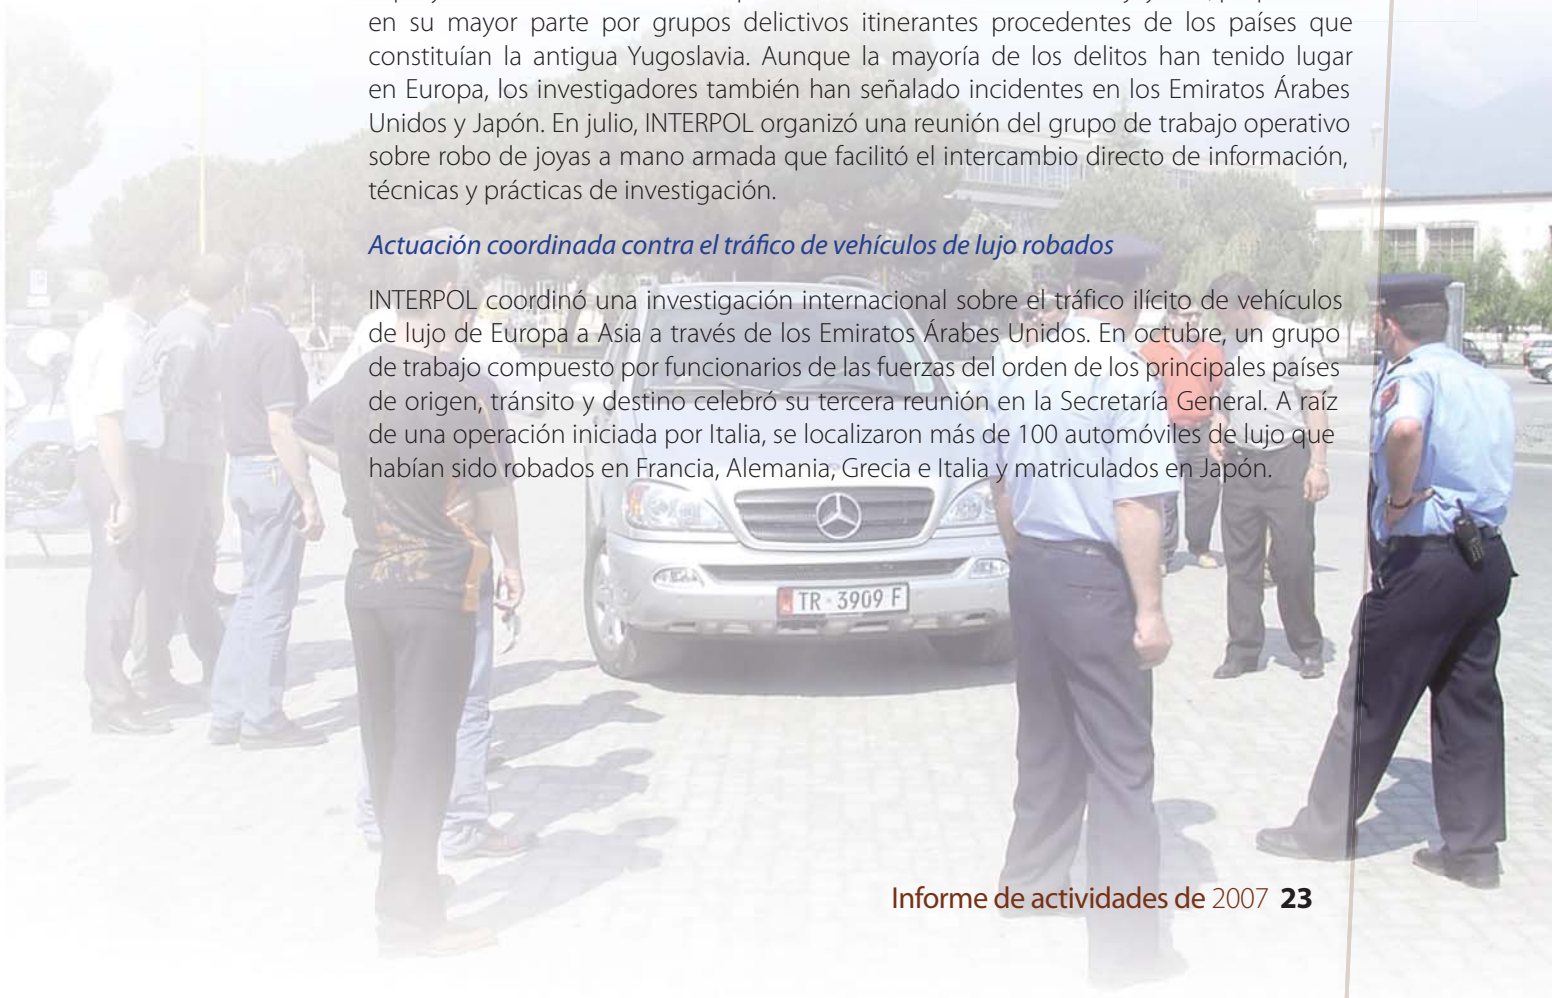 en su mayor parte por grupos delictivos itinerantes procedentes de los países que
constituían la antigua Yugoslavia. Aunque la mayoría de los delitos han tenido lugar
en Europa, los investigadores también han señalado incidentes en los Emiratos Árabes
Unidos y Japón. En julio, INTERPOL organizó una reunión del grupo de trabajo operativo
sobre robo de joyas a mano armada que facilitó el intercambio directo de información,
técnicas y prácticas de investigación.
Actuación coordinada contra el tráfico de vehículos de lujo robados
INTERPOL coordinó una investigación internacional sobre el tráfico ilícito de vehículos
de lujo de Europa a Asia a través de los Emiratos Árabes Unidos. En octubre, un grupo
de trabajo compuesto por funcionarios de las fuerzas del orden de los principales países
de origen, tránsito y destino celebró su tercera reunión en la Secretaría General. A raíz
de una operación iniciada por Italia, se localizaron más de 100 automóviles de lujo que
habían sido robados en Francia, Alemania, Grecia e Italia y matriculados en Japón.
TR·3909 F
Informe de actividades de 2007 23